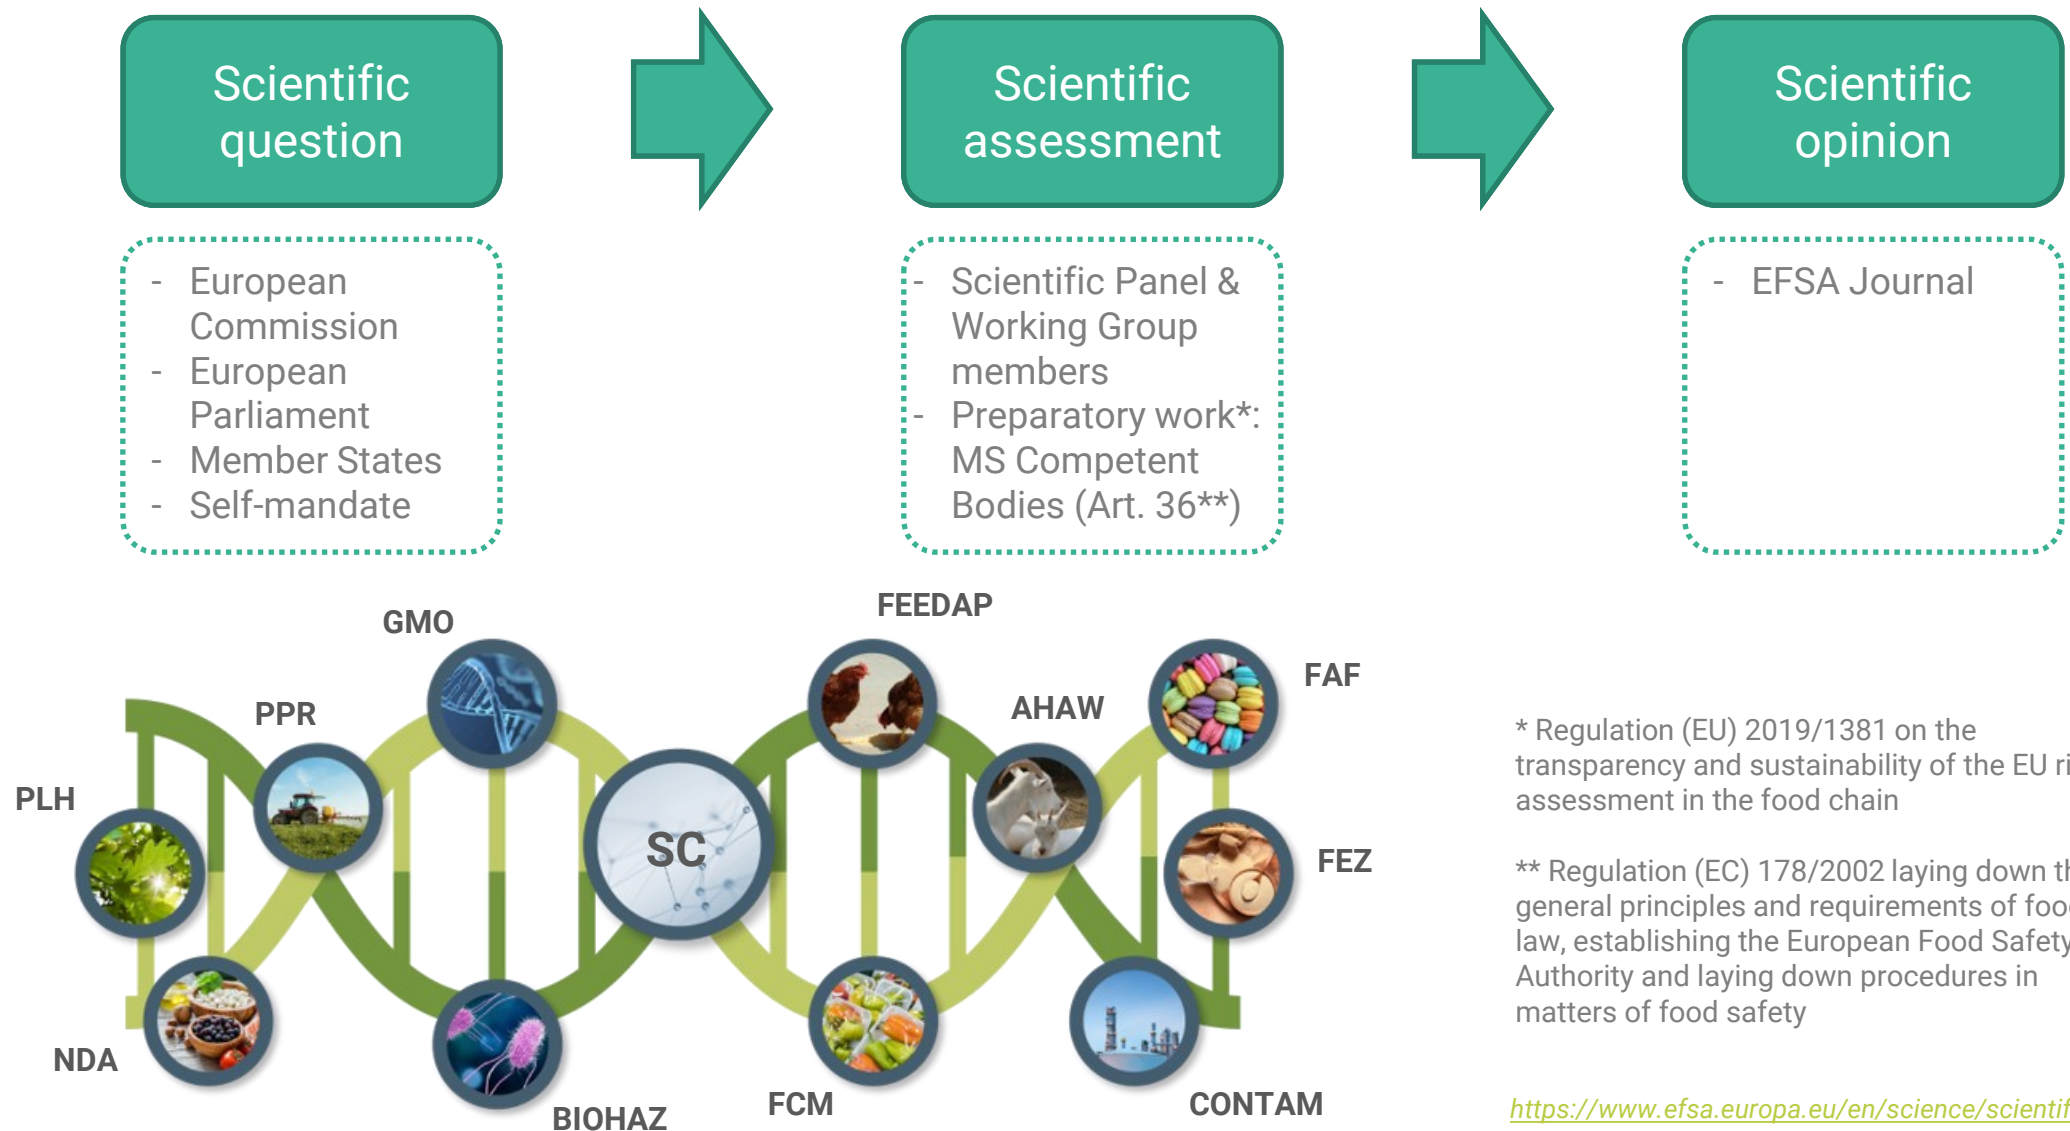 Scientific
question
Scientific
assessment
Scientific
opinion
- European
Commission
- European
Parliament
- Member States
- Self-mandate
- Scientific Panel &
Working Group
members
- Preparatory work*:
MS Competent
Bodies (Art. 36**)
- EFSA Journal
GMO
FEEDAP
FAF
PPR
AHAW
PLH
SC
FEZ
NDA
BIOHAZ
FCM
CONTAM
* Regulation (EU) 2019/1381 on the
transparency and sustainability of the EU
assessment in the food chain
** Regulation (EC) 178/2002 laying down
general principles and requirements of
law, establishing the European Food Safety
Authority and laying down procedures in
matters of food safety
https://www.efsa.europa.eu/en/science/scientif